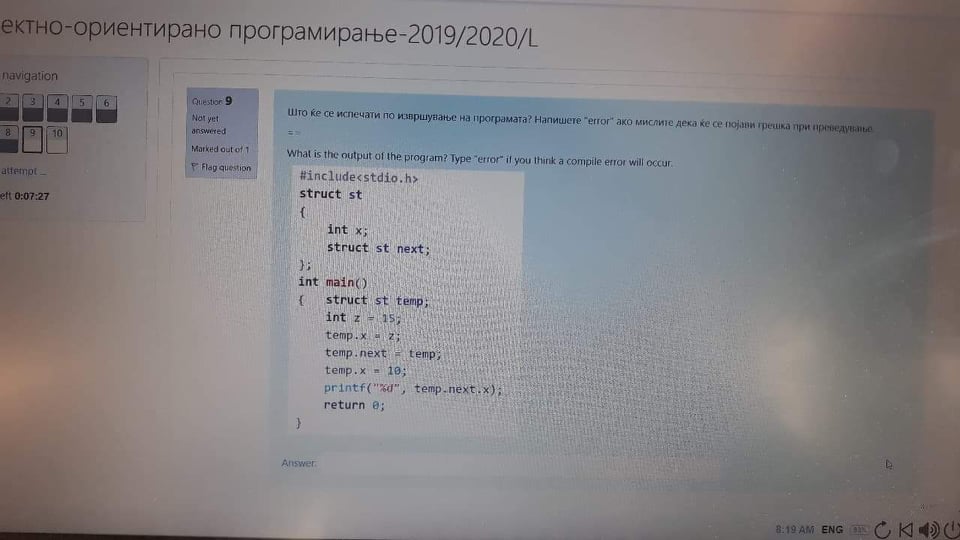 ектно-ориентирано програмирање-2019/2020/L
navigation
2 3 4 5 6
8 9 10
attempt ...
eft 0:07:27
Question 9
Not yet
answered
Marked out of 1
Flag question
Што ќе се испечати по извршување на програмата? Напишете "error" ако мислите дека ќе се појави грешка при преведување.
==
What is the output of the program? Type "error" if you think a compile error will occur.
#include<stdio.h>
struct st
{
int x;
struct st next;
};
int main()
{ struct st temp;
int z = 15;
temp.x = z;
temp.next = temp;
temp.x = 10;
printf("%d", temp.next.x);
return 0;
}
Answer:
8:19 AM ENG